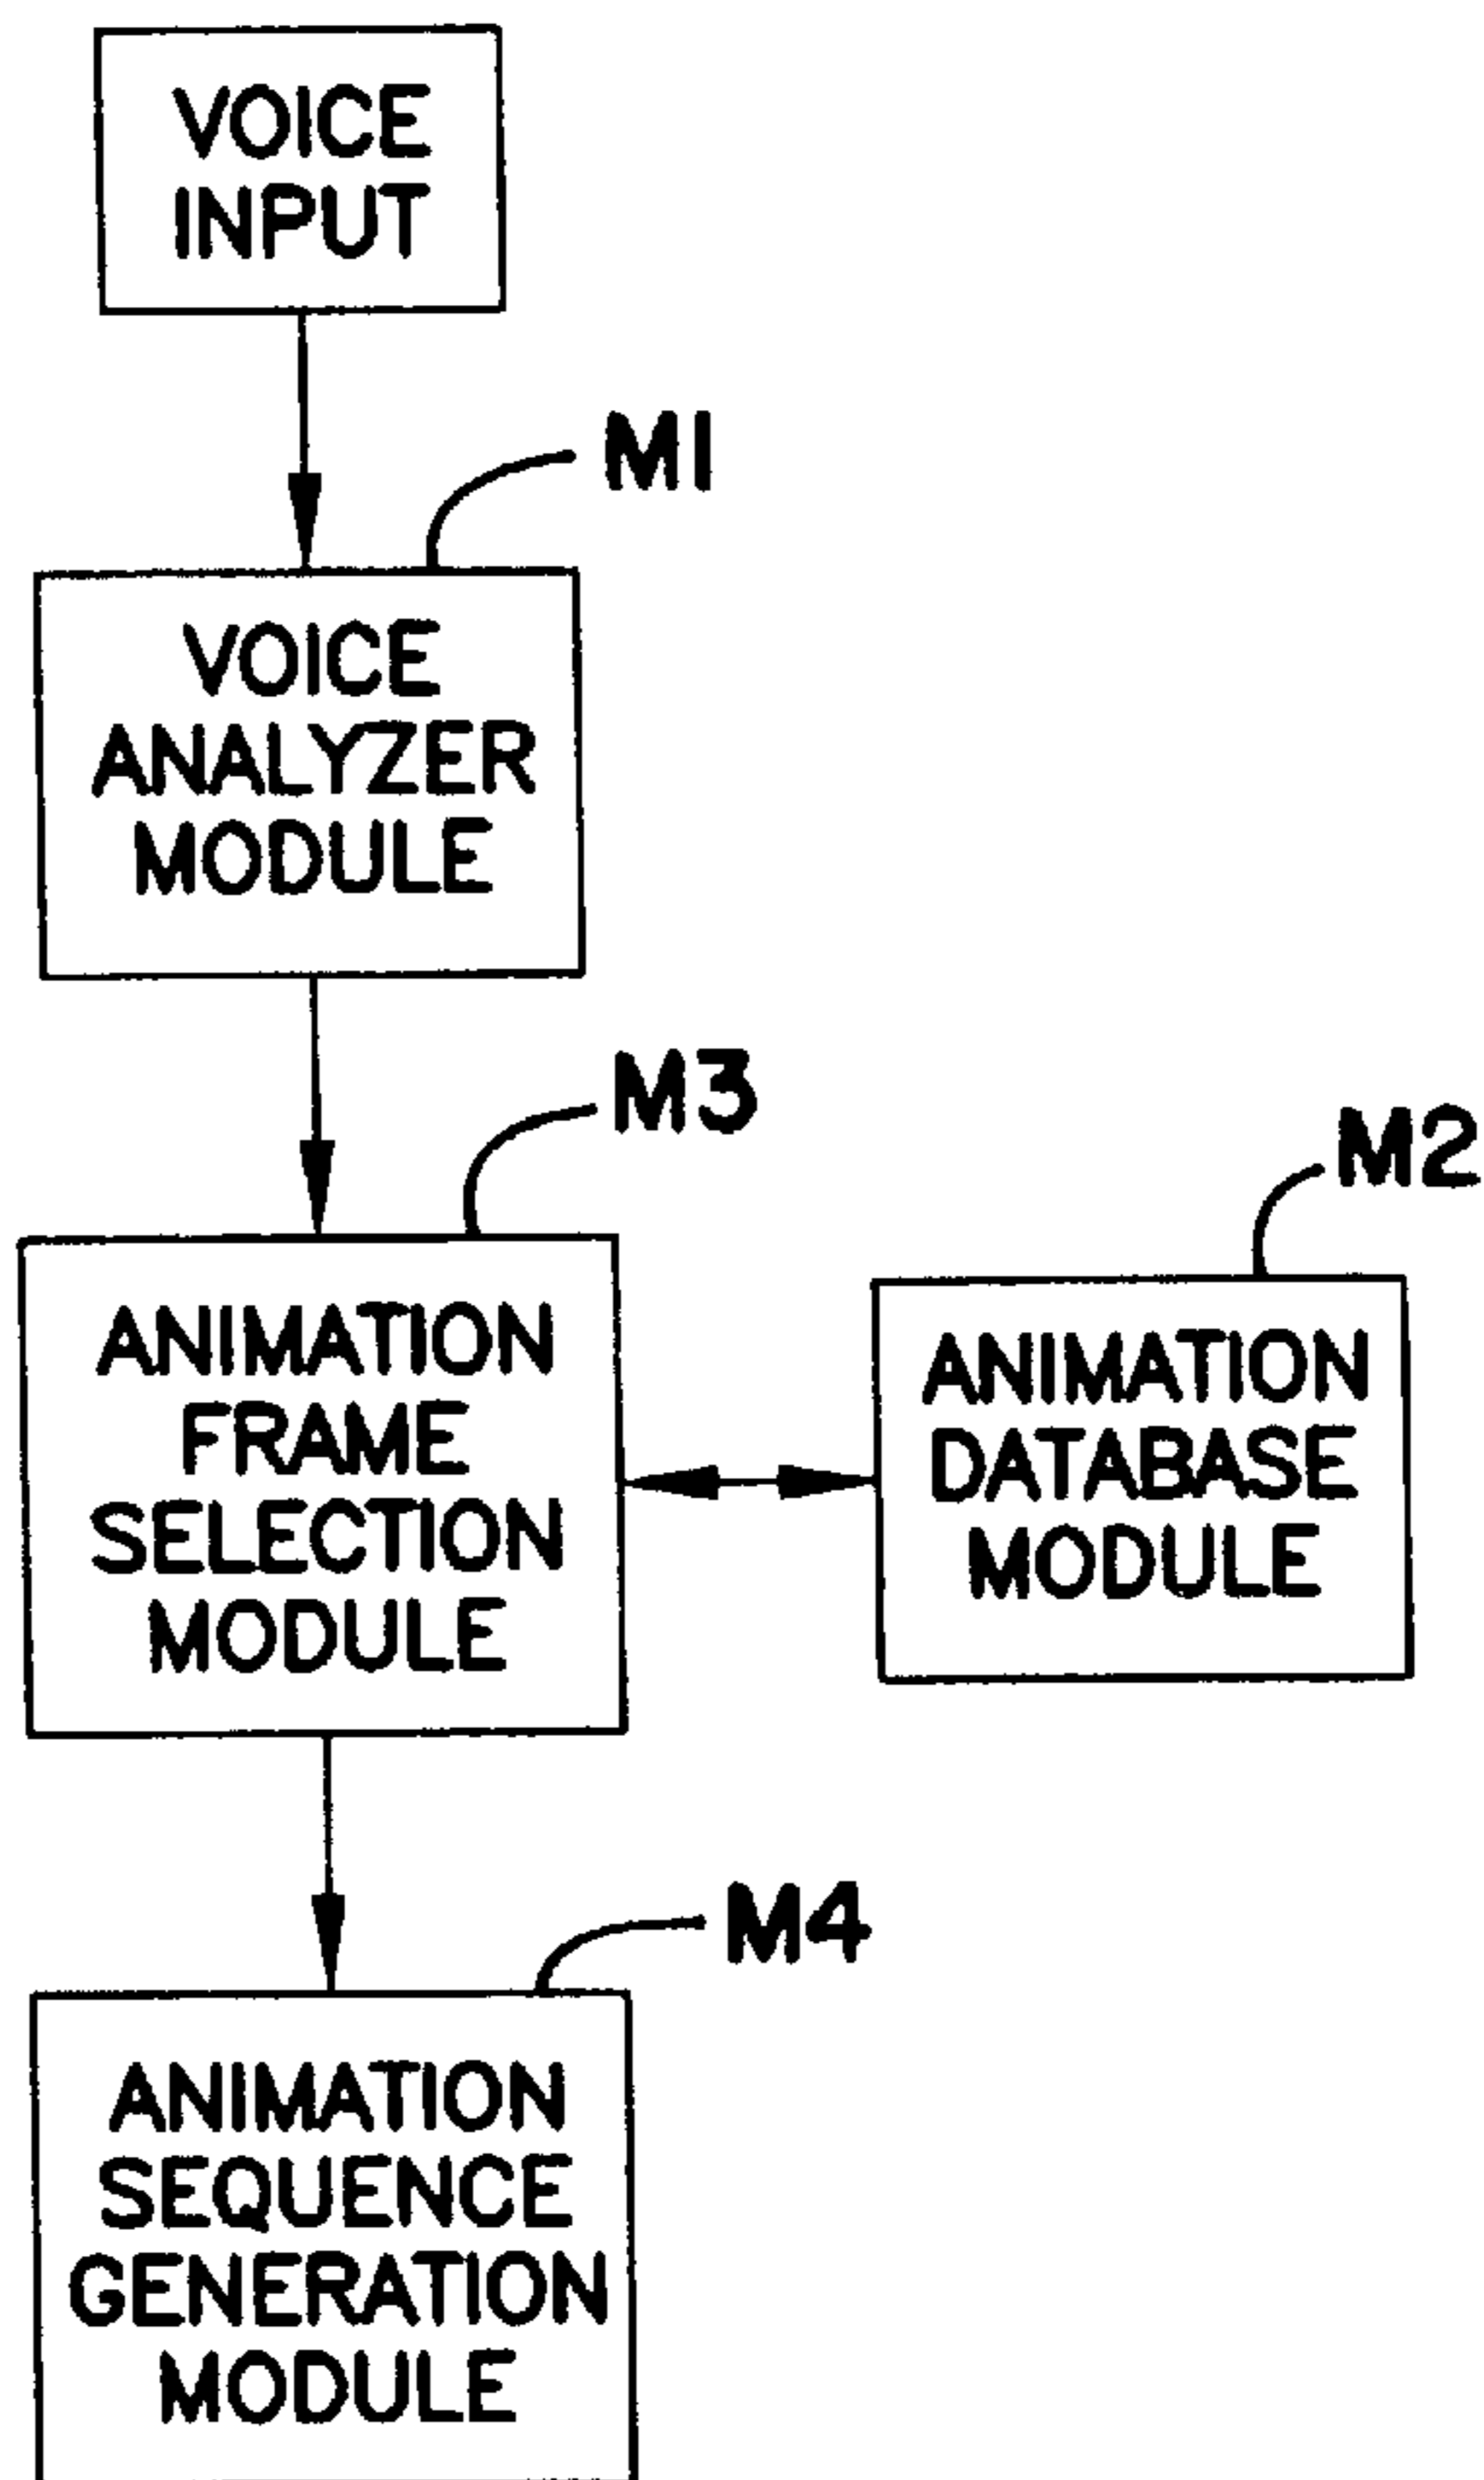 VOICE
INPUT
M1
VOICE
ANALYZER
MODULE
M3
ANIMATION
FRAME
SELECTION
MODULE
M2
ANIMATION
DATABASE
MODULE
M4
ANIMATION
SEQUENCE
GENERATION
MODULE